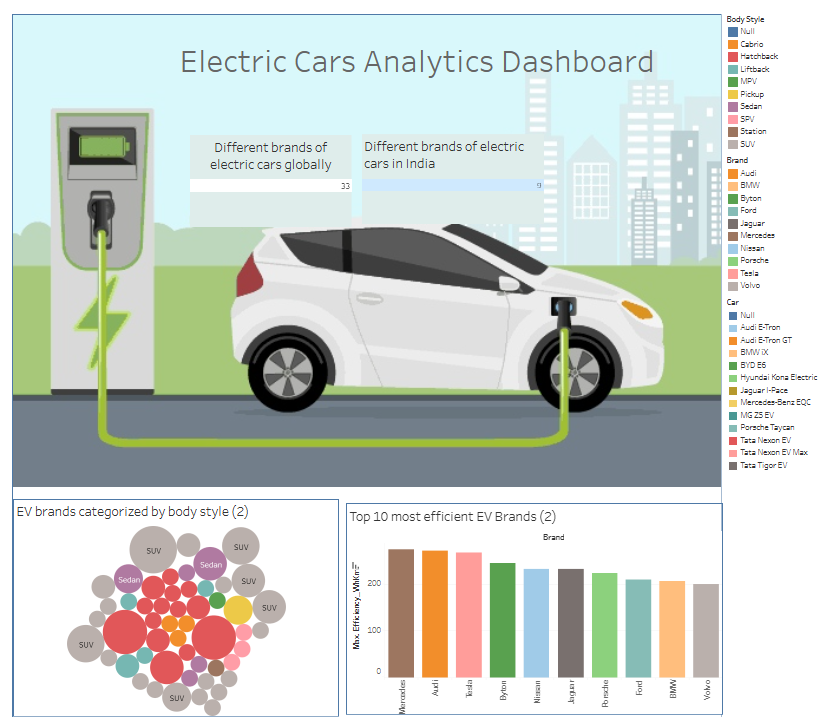 Electric Cars Analytics Dashboard
Different brands of
electric cars globally
33
Different brands of electric
cars in India
9
Body Style
Null
Cabrio
Hatchback
Liftback
MPV
Pickup
Sedan
SPV
Station
SUV
Brand
Audi
BMW
Byton
Ford
Jaguar
Mercedes
Nissan
Porsche
Tesla
Volvo
Car
Null
Audi E-Tron
Audi E-Tron GT
BMW iX
BYD E6
Hyundai Kona Electric
Jaguar I-Pace
Mercedes-Benz EQC
MG ZS EV
Porsche Taycan
Tata Nexon EV
Tata Nexon EV Max
Tata Tigor EV
EV brands categorized by body style (2)
SUV
SUV
Sedan
Sedan
SUV
SUV
SUV
SUV
Top 10 most efficient EV Brands (2)
Brand
Max. Efficiency_WhKm
200
100
0
Mercedes
Audi
Tesla
Byton
Nissan
Jaguar
Porsche
Ford
BMW
Volvo